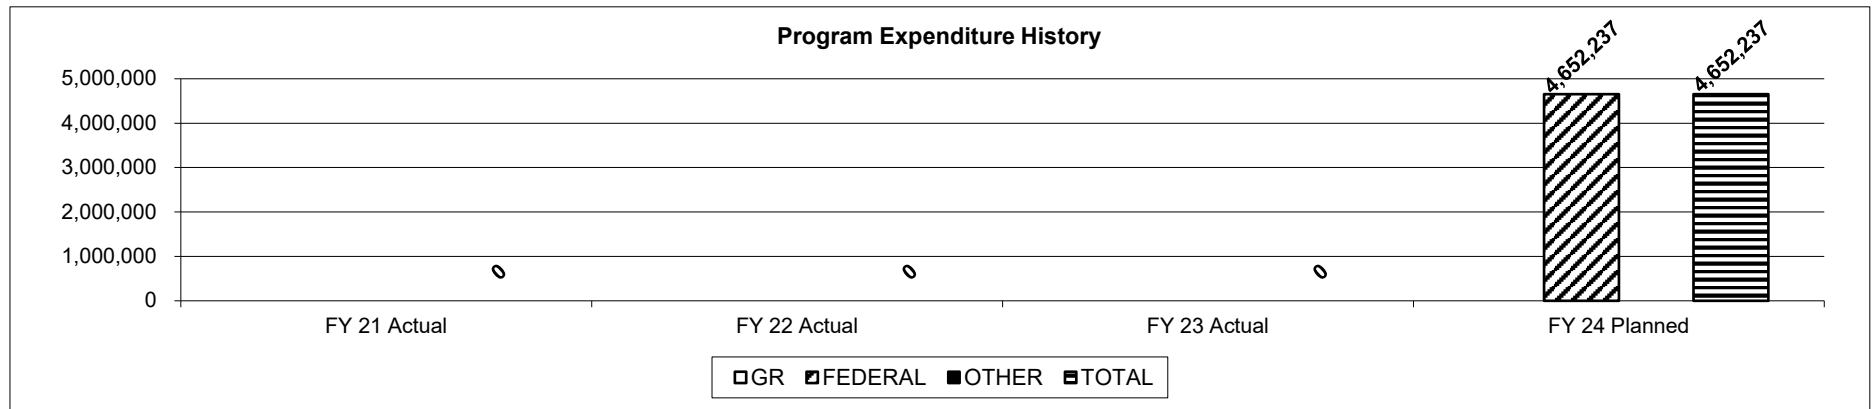 Program Expenditure History
4,652,237
4,652,237
5,000,000
4,000,000
3,000,000
2,000,000
1,000,000
0
0
0
0
FY 21 Actual
FY 22 Actual
FY 23 Actual
FY 24 Planned
GR FEDERAL OTHER TOTAL